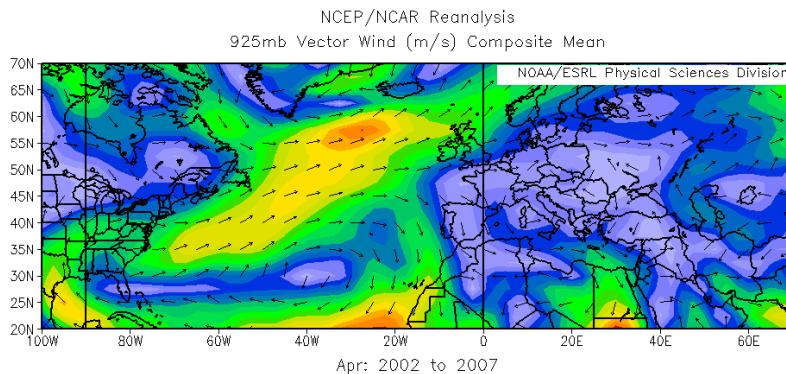 NCEP/NCAR Reanalysis
925mb Vector Wind (m/s) Composite Mean
NOAA/ESRL Physical Sciences Division
70N
65N
60N
55N
50N
45N
40N
35N
30N
25N
20N
100W 80W 60W 40W 20W 0 20E 40E 60E
Apr: 2002 to 2007